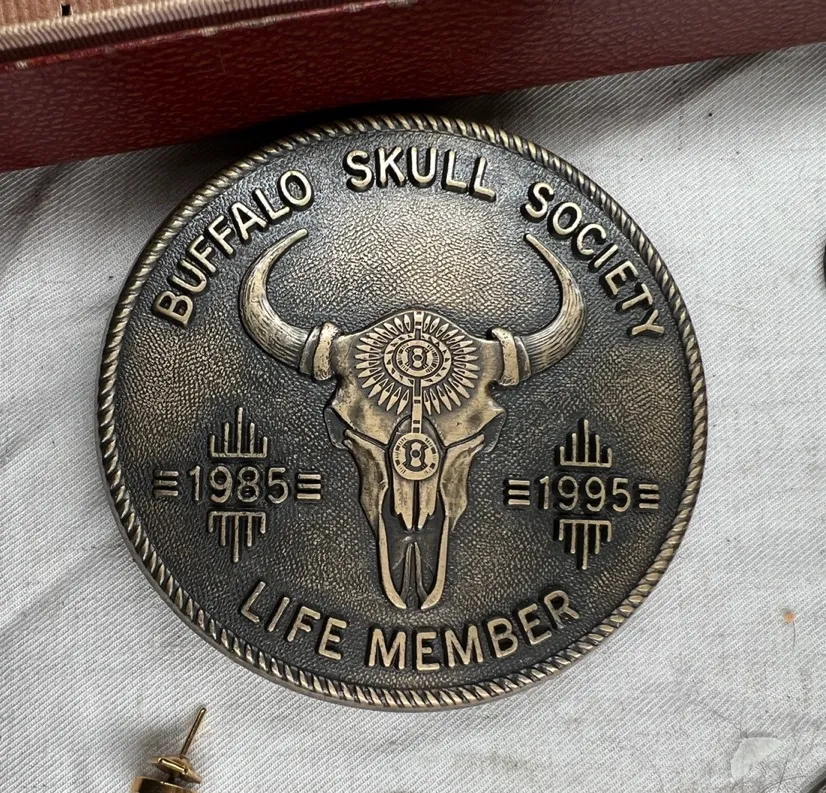 BUFFALO SKULL SOCIETY
1985
1995
LIFE MEMBER